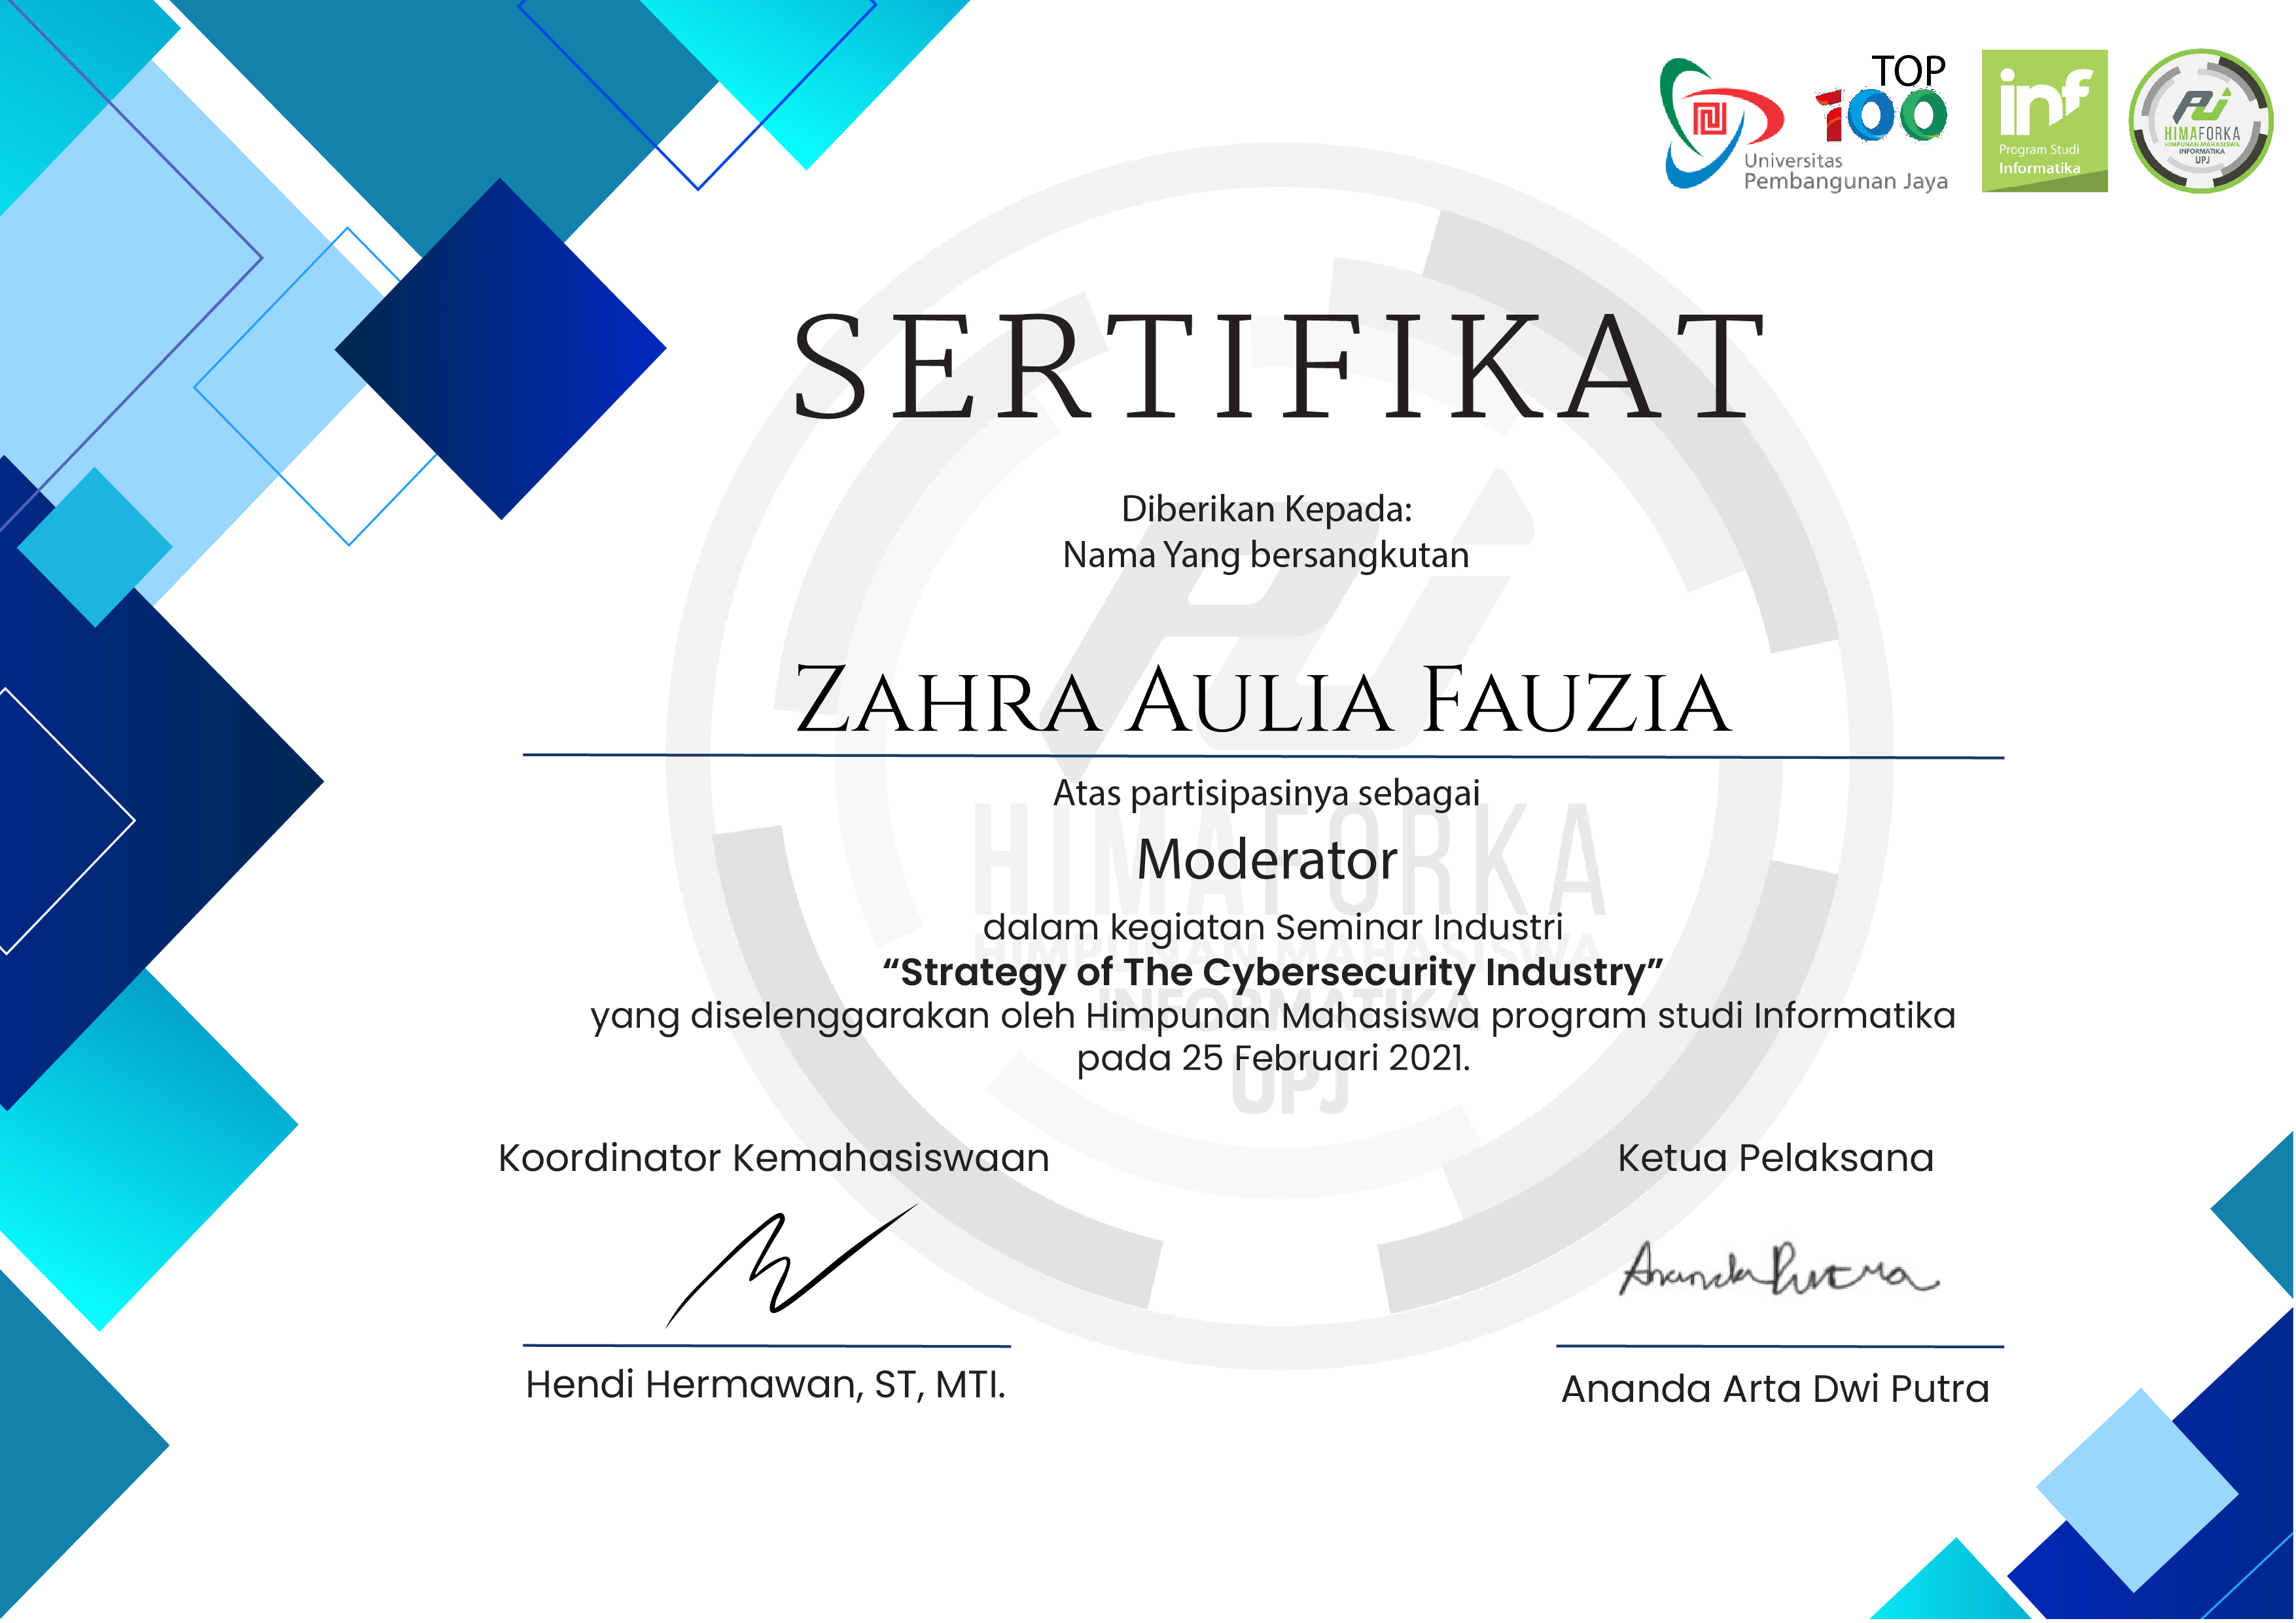 TOP
100
Universitas
Pembangunan Jaya
inf
Program Studi
Informatika
HIMAFORKA
HIMPUNAN MAHASISWA
INFORMATIKA
UPJ
SERTIFIKAT
Diberikan Kepada:
Nama Yang bersangkutan
ZAHRA AULIA FAUZIA
Atas partisipasinya sebagai
Moderator
dalam kegiatan Seminar Industri
“Strategy of The Cybersecurity Industry”
yang diselenggarakan oleh Himpunan Mahasiswa program studi Informatika
pada 25 Februari 2021.
HIMAFORKA
HIMPUNAN MAHASISWA
INFORMATIKA
UPJ
Koordinator Kemahasiswaan
Ketua Pelaksana
Ananda Putra
Hendi Hermawan, ST, MTI.
Ananda Arta Dwi Putra